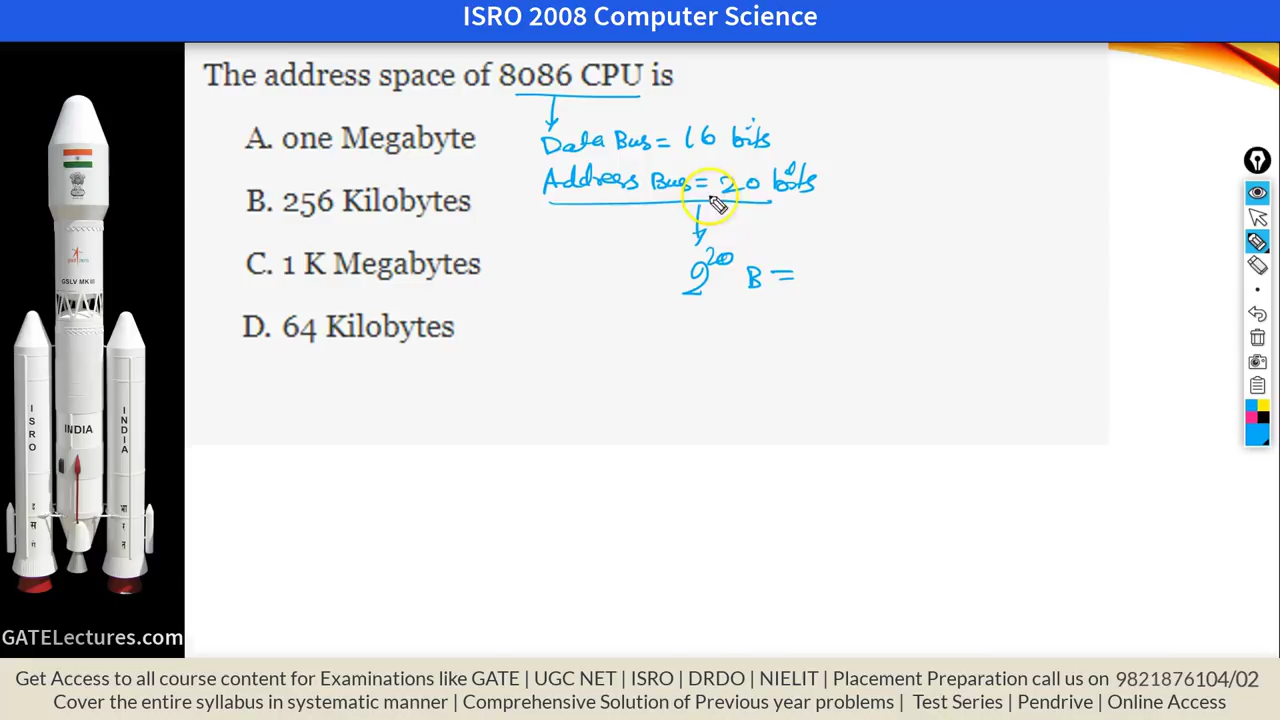 ISRO 2008 Computer Science
The address space of 8086 CPU is
A. one Megabyte
B. 256 Kilobytes
C. 1 K Megabytes
D. 64 Kilobytes
Data Bus = 16 bits
Address Bus = 20 bits
2^20 B =
GSLV MK III
INDIA
ISRO
INDIA
GATELectures.com
Get Access to all course content for Examinations like GATE | UGC NET | ISRO | DRDO | NIELIT | Placement Preparation call us on 9821876104/02
Cover the entire syllabus in systematic manner | Comprehensive Solution of Previous year problems | Test Series | Pendrive | Online Access